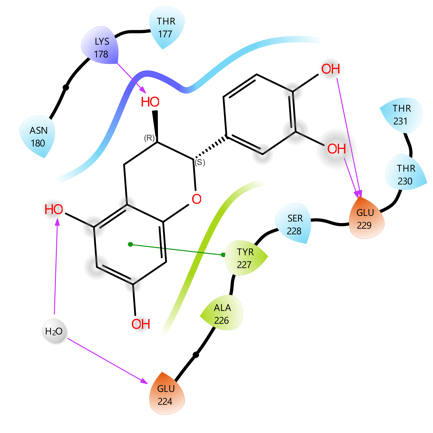 THR
177
LYS
178
ASN
180
HO
(R)
(S)
OH
OH
O
HO
OH
H₂O
THR
231
THR
230
GLU
229
SER
228
TYR
227
ALA
226
GLU
224